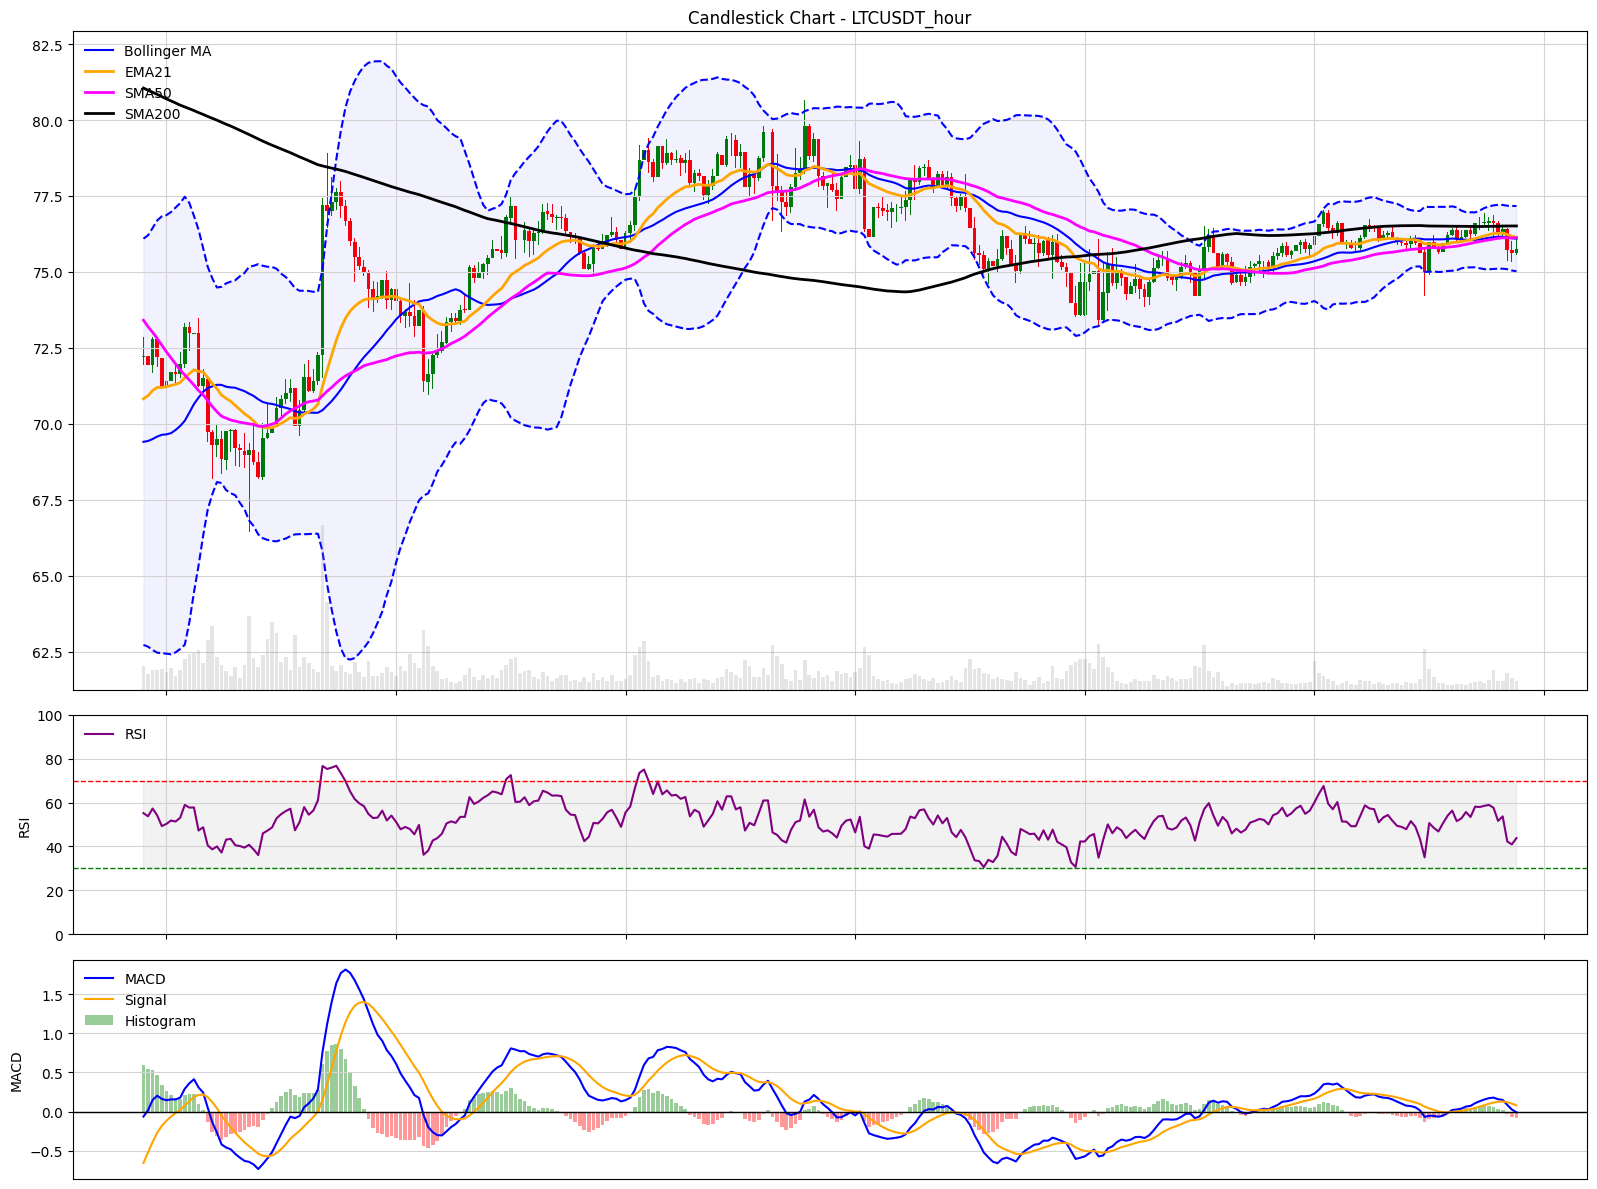 Candlestick Chart - LTCUSDT_hour
82.5
80.0
77.5
75.0
72.5
70.0
67.5
65.0
62.5
Bollinger MA
EMA21
SMA50
SMA200
100
80
60
40
20
0
RSI
RSI
1.5
1.0
0.5
0.0
−0.5
MACD
MACD
Signal
Histogram